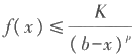 f(x) ≤ K / (b−x)^p